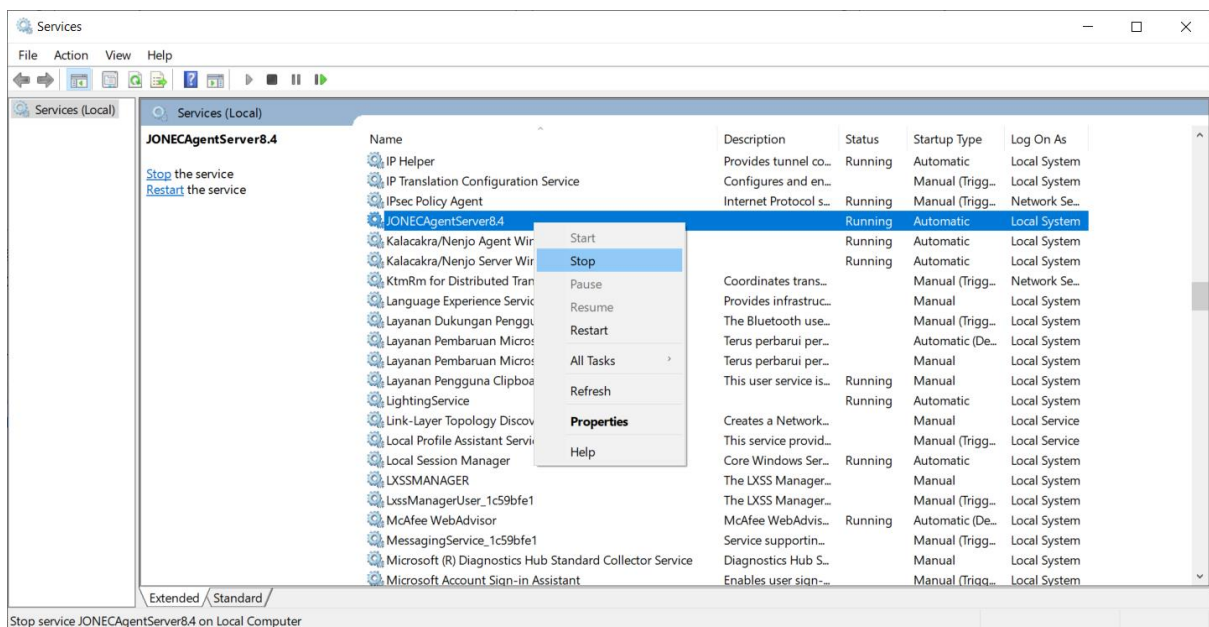 Services
File Action View Help
Services (Local)
Services (Local)
JONECAgentServer8.4
Stop the service
Restart the service
Name Description Status Startup Type Log On As
IP Helper Provides tunnel co... Running Automatic Local System
IP Translation Configuration Service Configures and en... Manual (Trigg... Local System
IPsec Policy Agent Internet Protocol s... Running Manual (Trigg... Network Se...
JONECAgentServer8.4 Running Automatic Local System
Kalacakra/Nenjo Agent Wir Running Automatic Local System
Kalacakra/Nenjo Server Wir Running Automatic Local System
KtmRm for Distributed Tran Coordinates trans... Manual (Trigg... Network Se...
Language Experience Servic Provides infrastruc... Manual Local System
Layanan Dukungan Penggu The Bluetooth use... Manual (Trigg... Local System
Layanan Pembaruan Micros Terus perbarui per... Automatic (De... Local System
Layanan Pembaruan Micros Terus perbarui per... Manual Local System
Layanan Pengguna Clipboa This user service is... Running Manual Local System
LightingService Running Automatic Local System
Link-Layer Topology Discov Creates a Network... Manual Local Service
Local Profile Assistant Servi This service provid... Manual (Trigg... Local Service
Local Session Manager Core Windows Ser... Running Automatic Local System
LXSSMANAGER The LXSS Manager... Manual Local System
LxssManagerUser_1c59bfe1 The LXSS Manager... Manual (Trigg... Local System
McAfee WebAdvisor McAfee WebAdvis... Running Automatic (De... Local System
MessagingService_1c59bfe1 Service supportin... Manual (Trigg... Local System
Microsoft (R) Diagnostics Hub Standard Collector Service Diagnostics Hub S... Manual Local System
Microsoft Account Sign-in Assistant Enables user sign-... Manual (Trigg... Local System
Start
Stop
Pause
Resume
Restart
All Tasks
Refresh
Properties
Help
Extended Standard
Stop service JONECAgentServer8.4 on Local Computer